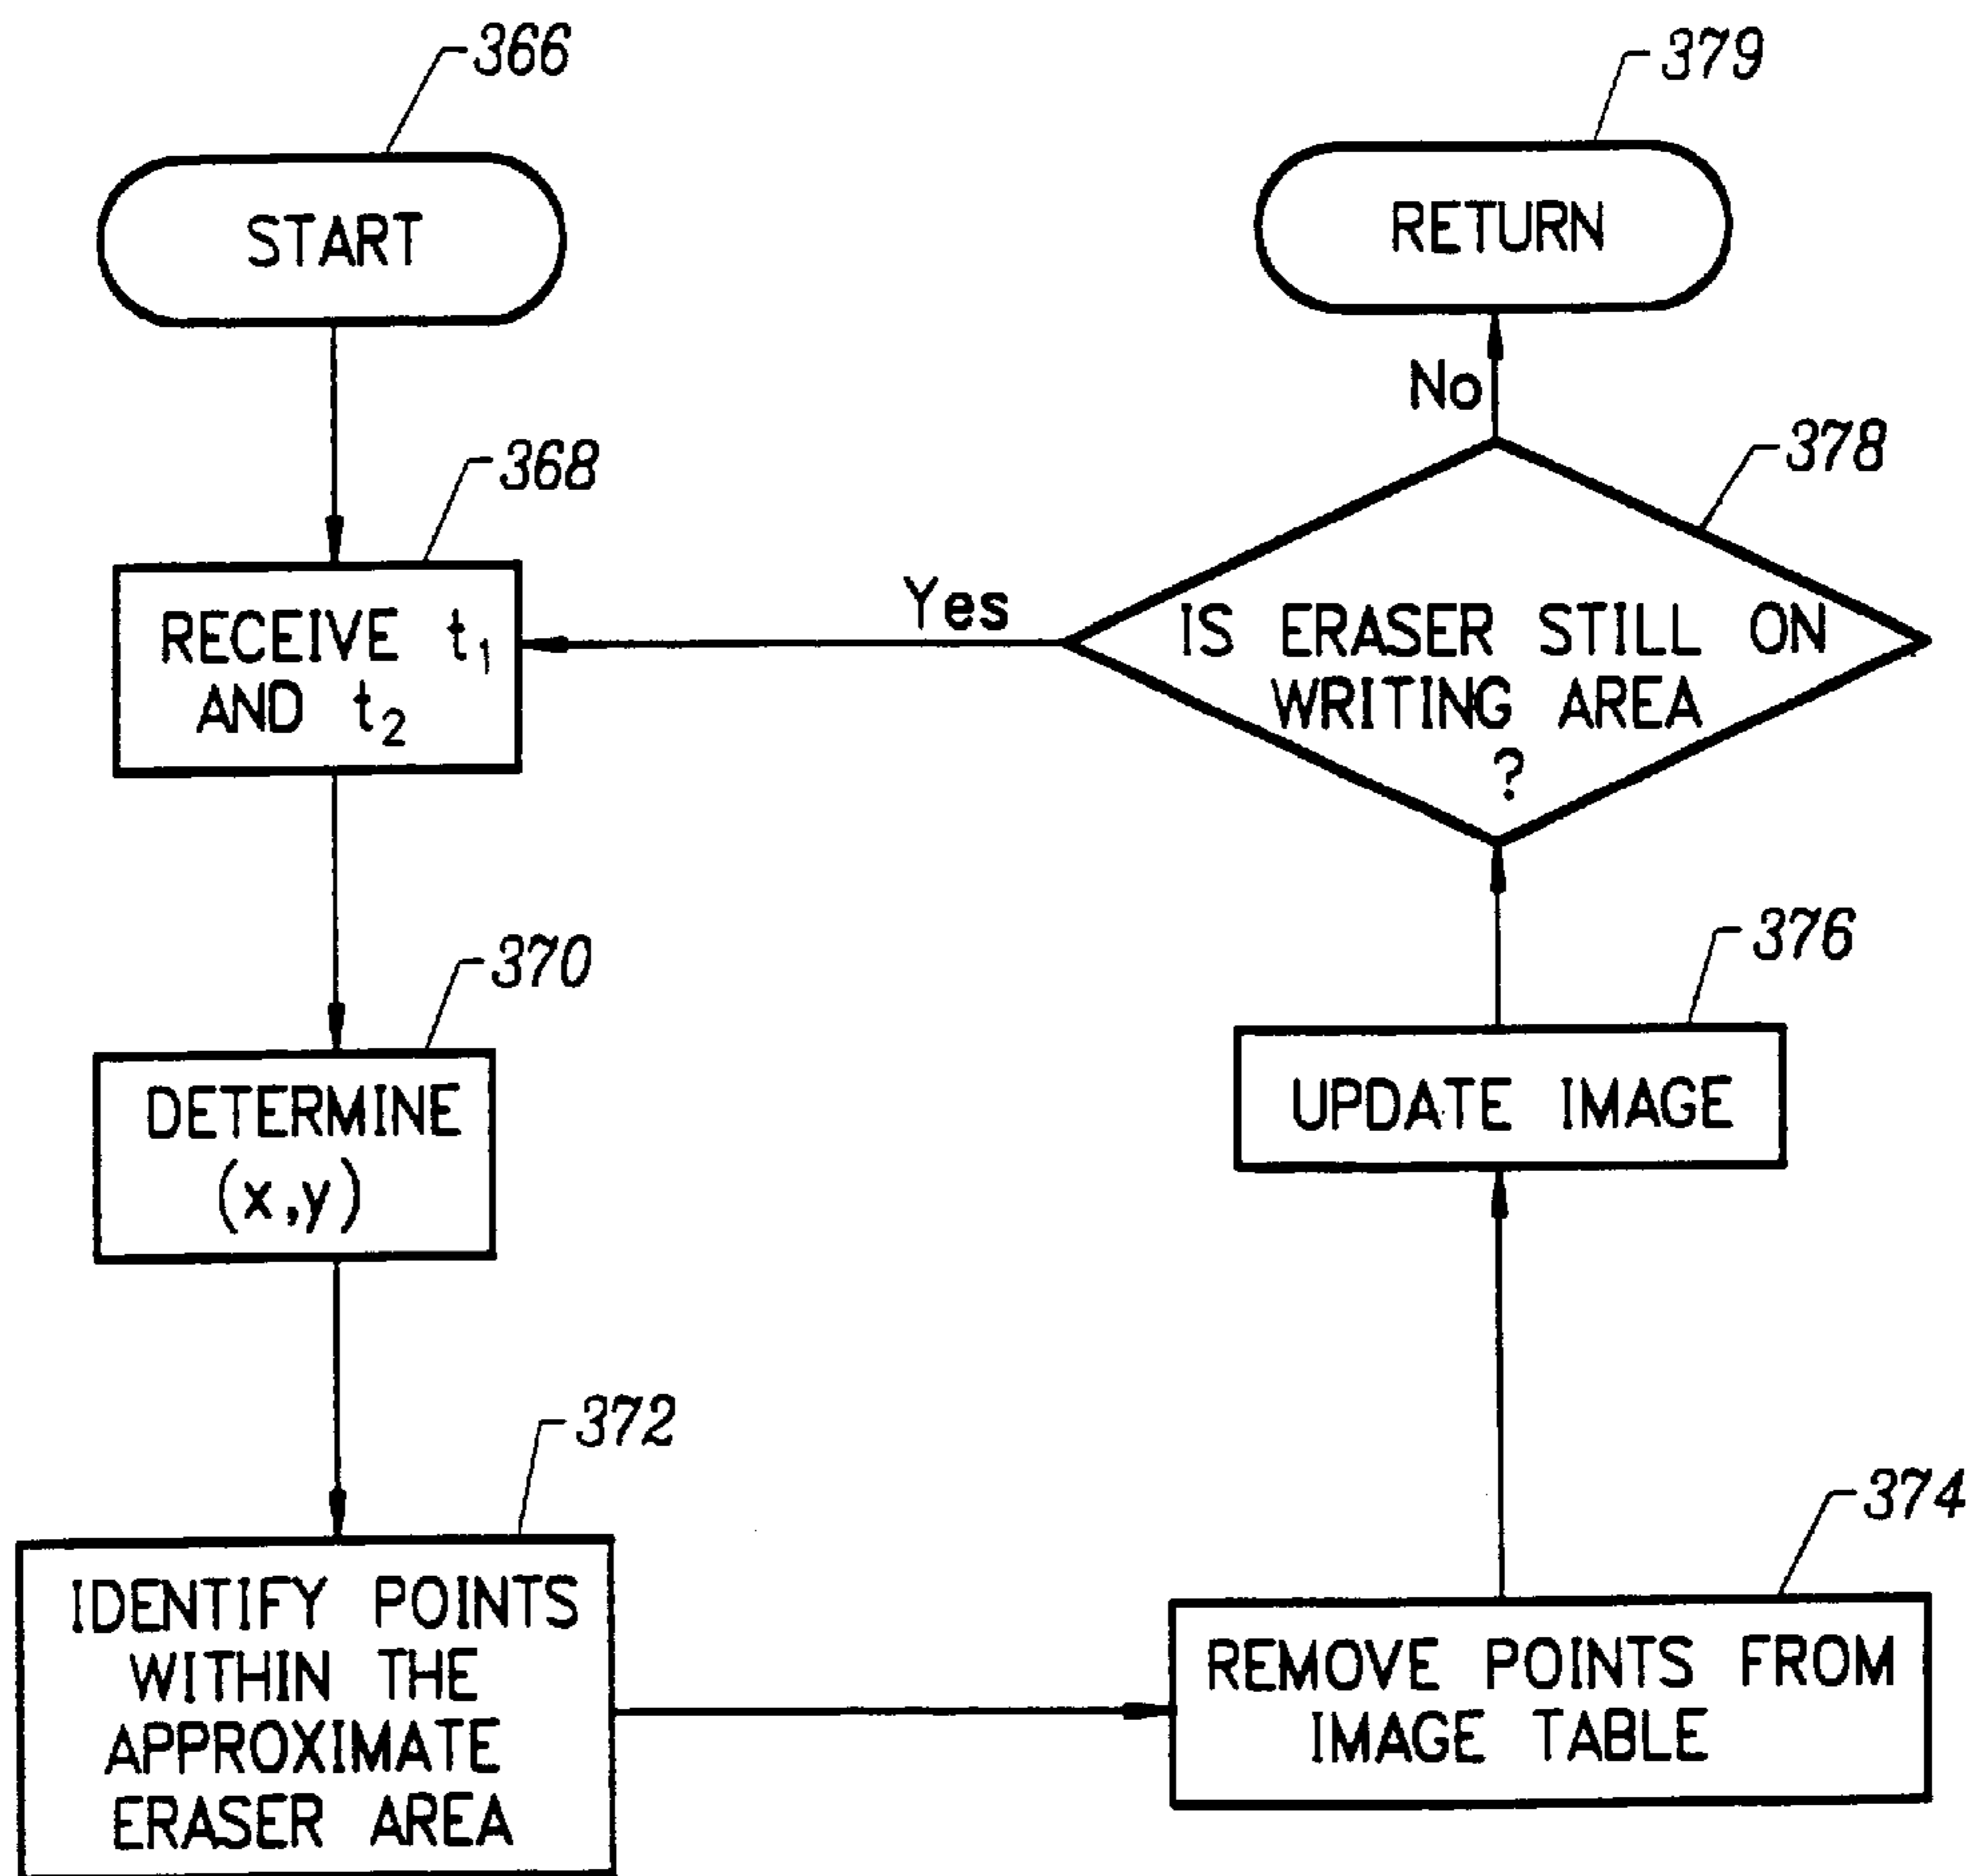 366
START
368
RECEIVE t₁
AND t₂
370
DETERMINE
(x,y)
372
IDENTIFY POINTS
WITHIN THE
APPROXIMATE
ERASER AREA
374
REMOVE POINTS FROM
IMAGE TABLE
376
UPDATE IMAGE
378
IS ERASER STILL ON
WRITING AREA
?
Yes
No
379
RETURN